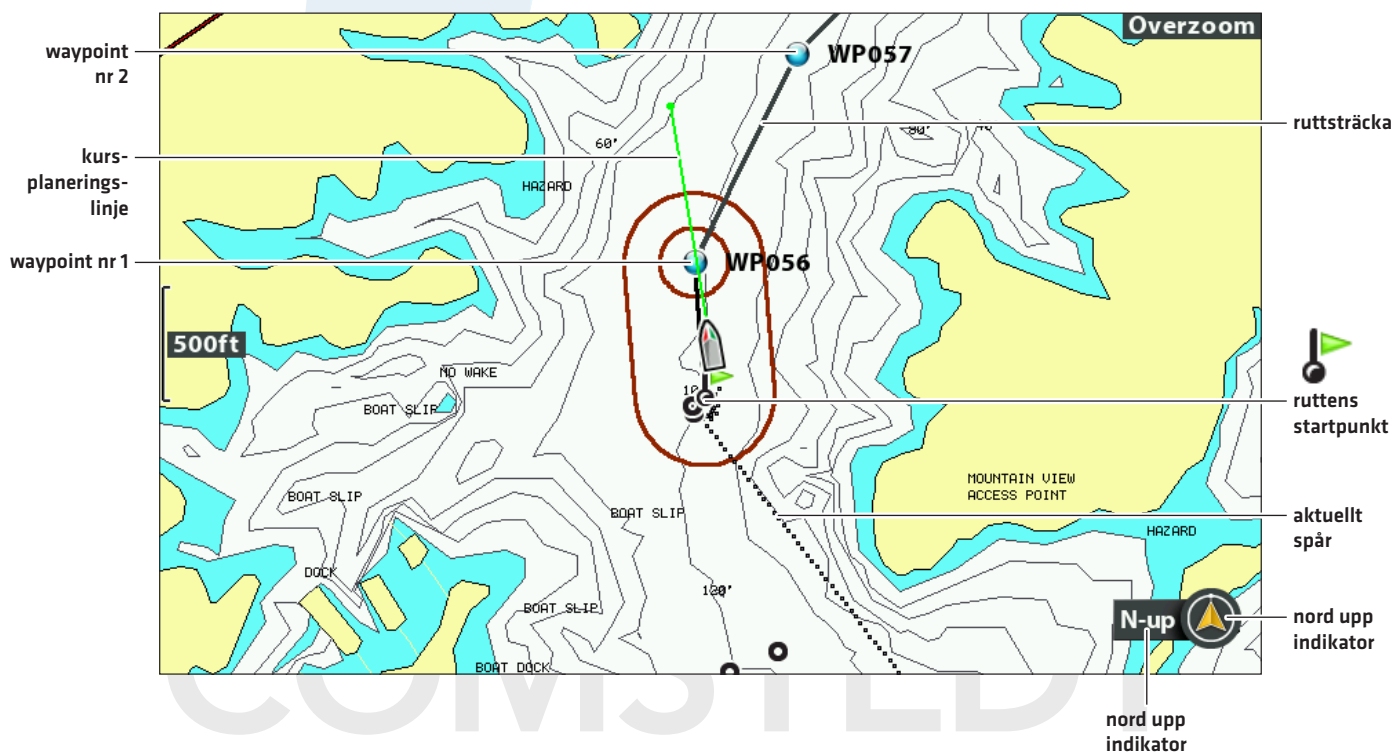 Overzoom
waypoint
nr 2
WP057
ruttsträcka
60'
kurs-
planerings-
linje
HAZARD
waypoint nr 1
WP056
500ft
NO WAKE
BOAT SLIP
ruttens
startpunkt
MOUNTAIN VIEW
ACCESS POINT
BOAT SLIP
BOAT SLIP
aktuellt
spår
HAZARD
DOCK
120'
BOAT SLIP
N-up
nord upp
indikator
BOAT DOCK
COMSTEDT
nord upp
indikator